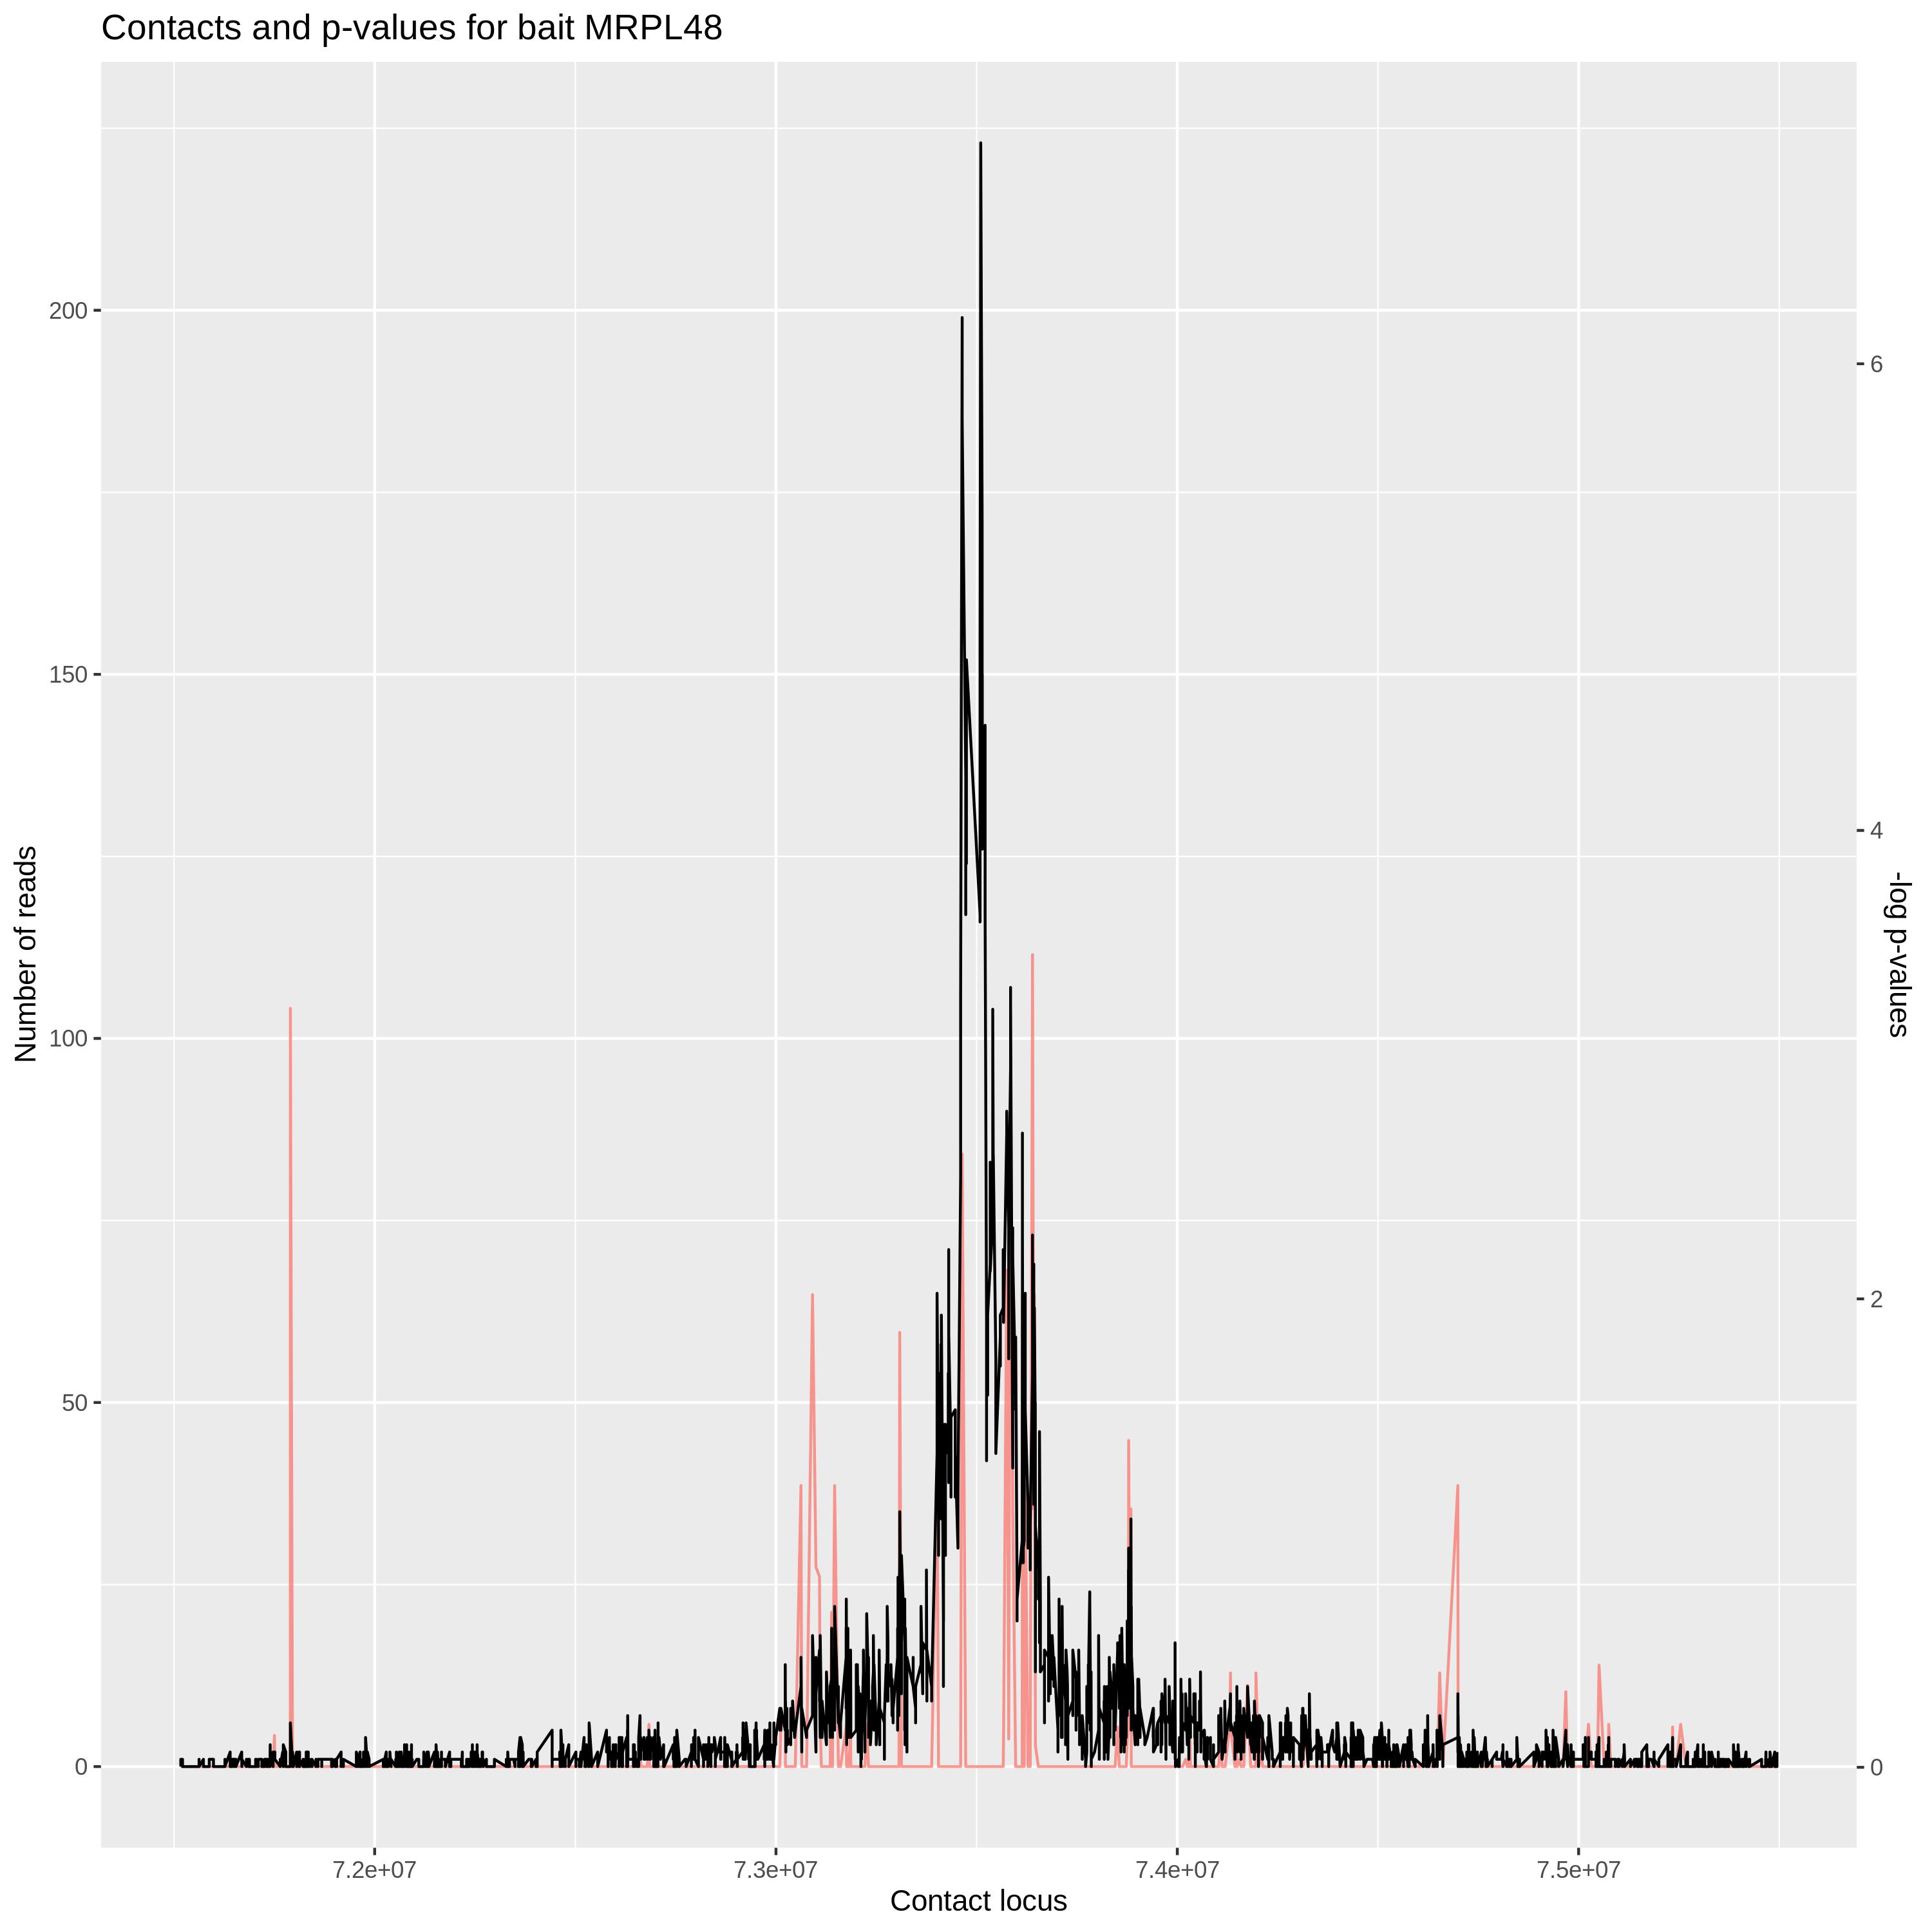 Contacts and p-values for bait MRPL48
200
150
100
50
0
6
4
2
0
Number of reads
-log p-values
7.2e+07
7.3e+07
7.4e+07
7.5e+07
Contact locus